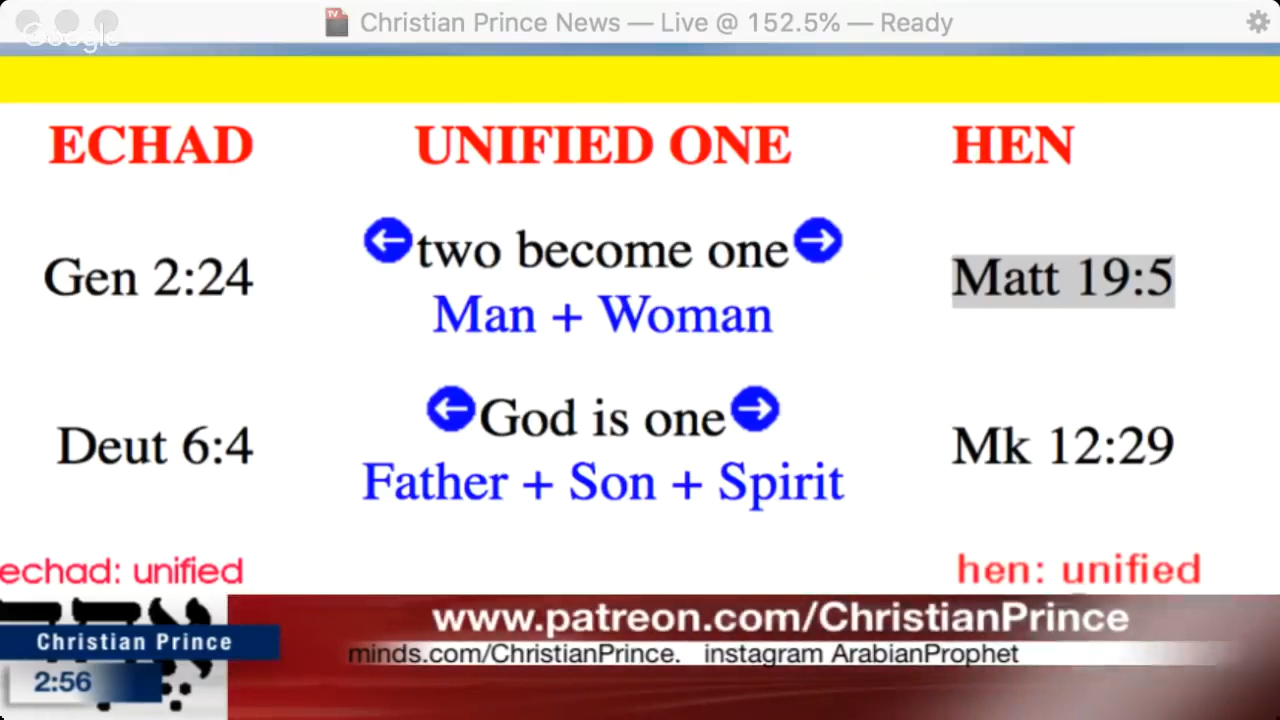 Christian Prince News — Live @ 152.5% — Ready
Google
ECHAD UNIFIED ONE HEN
Gen 2:24 two become one Matt 19:5
Man + Woman
Deut 6:4 God is one Mk 12:29
Father + Son + Spirit
echad: unified hen: unified
www.patreon.com/ChristianPrince
Christian Prince
minds.com/ChristianPrince. instagram ArabianProphet
2:56